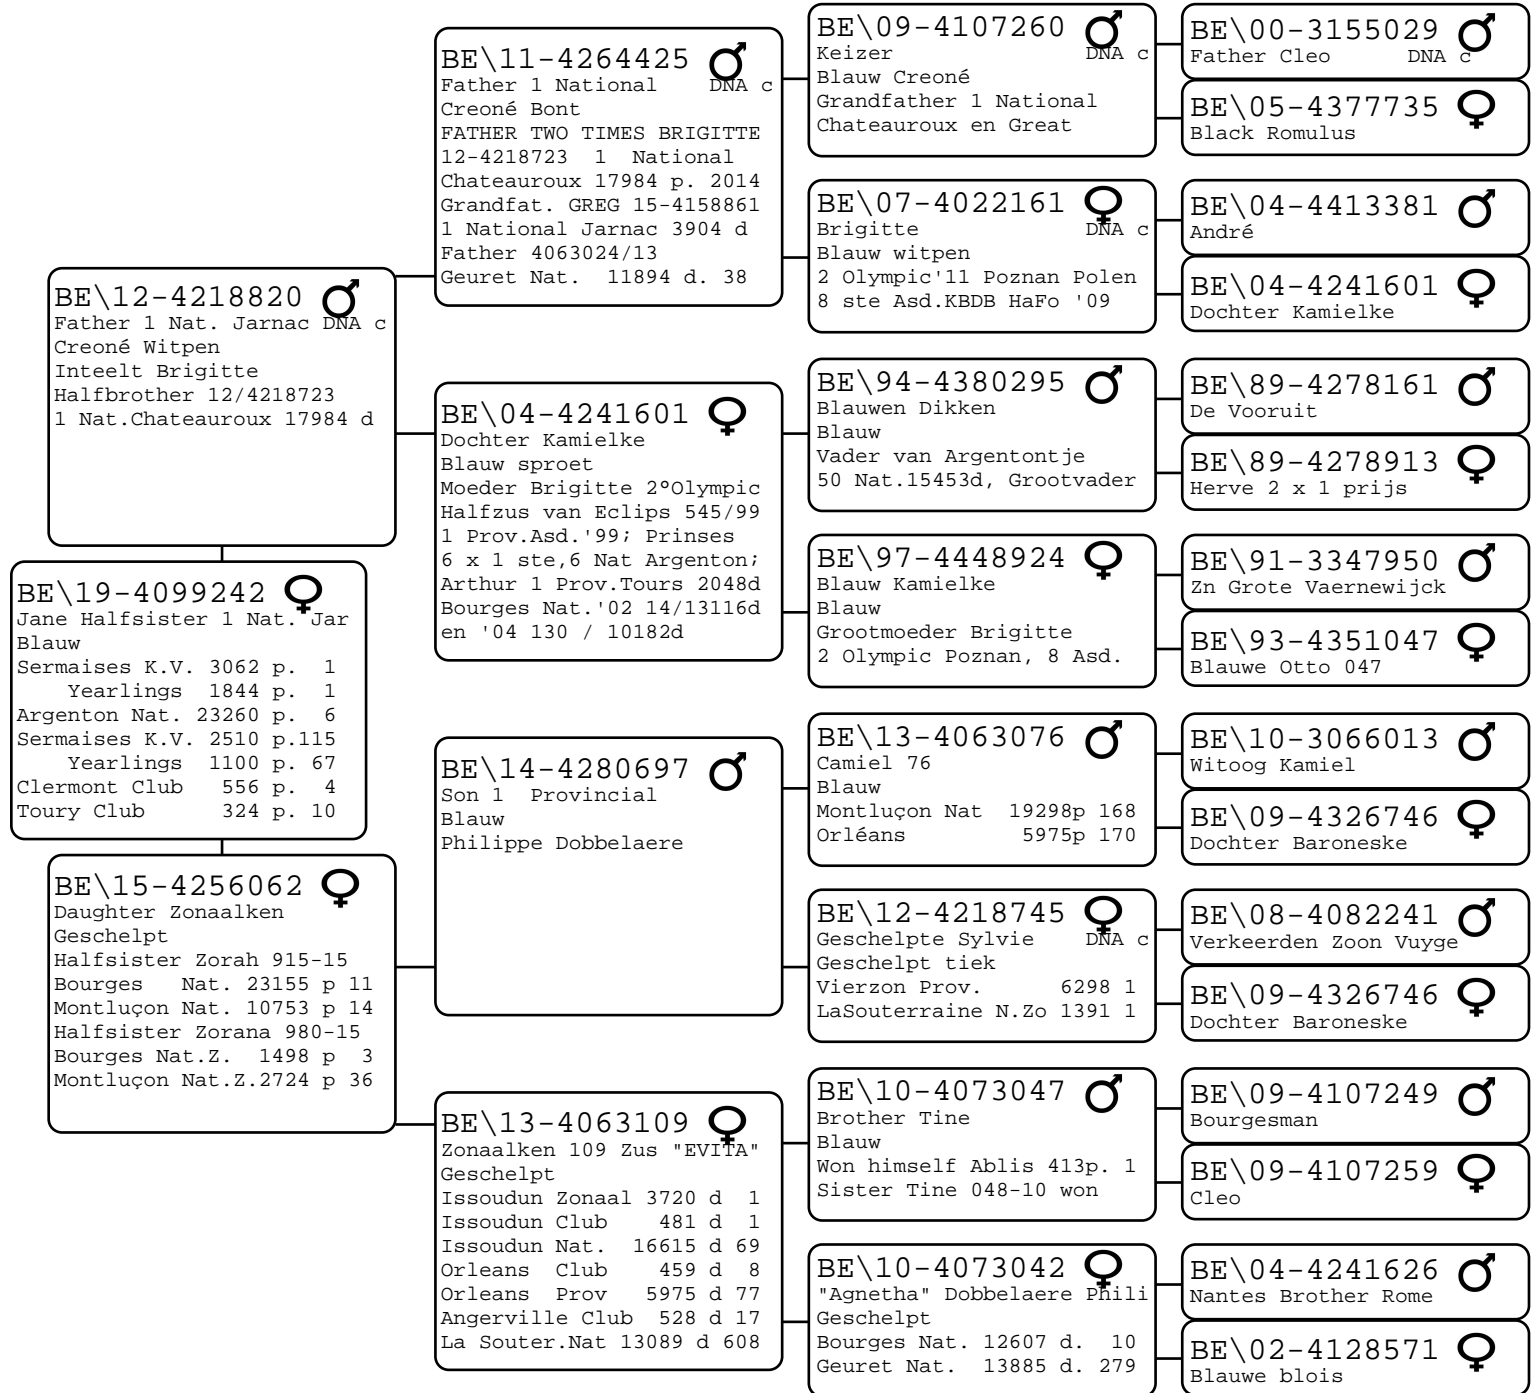 BE\19-4099242 ♀
Jane Halfsister 1 Nat. Jar
Blauw
Sermaises K.V. 3062 p.   1
    Yearlings  1844 p.   1
Argenton Nat. 23260 p.   6
Sermaises K.V. 2510 p.115
    Yearlings  1100 p. 67
Clermont Club   556 p.  4
Toury Club      324 p. 10
BE\12-4218820 ♂
Father 1 Nat. Jarnac DNA c
Creoné Witpen
Inteelt Brigitte
Halfbrother 12/4218723
1 Nat.Chateauroux 17984 d
BE\15-4256062 ♀
Daughter Zonaalken
Geschelpt
Halfsister Zorah 915-15
Bourges   Nat. 23155 p 11
Montluçon Nat. 10753 p 14
Halfsister Zorana 980-15
Bourges Nat.Z.  1498 p  3
Montluçon Nat.Z.2724 p 36
BE\11-4264425 ♂
Father 1 National    DNA c
Creoné Bont
FATHER TWO TIMES BRIGITTE
12-4218723  1  National
Chateauroux 17984 p. 2014
Grandfat. GREG 15-4158861
1 National Jarnac 3904 d
Father 4063024/13
Geuret Nat.  11894 d. 38
BE\04-4241601 ♀
Dochter Kamielke
Blauw sproet
Moeder Brigitte 2°Olympic
Halfzus van Eclips 545/99
1 Prov.Asd.'99; Prinses
6 x 1 ste,6 Nat Argenton;
Arthur 1 Prov.Tours 2048d
Bourges Nat.'02 14/13116d
en '04 130 / 10182d
BE\14-4280697 ♂
Son 1  Provincial
Blauw
Philippe Dobbelaere
BE\13-4063109 ♀
Zonaalken 109 Zus "EVITA"
Geschelpt
Issoudun Zonaal 3720 d  1
Issoudun Club    481 d  1
Issoudun Nat.  16615 d 69
Orleans  Club    459 d  8
Orleans  Prov   5975 d 77
Angerville Club  528 d 17
La Souter.Nat 13089 d 608
BE\09-4107260 ♂
Keizer               DNA c
Blauw Creoné
Grandfather 1 National
Chateauroux en Great
BE\07-4022161 ♀
Brigitte             DNA c
Blauw witpen
2 Olympic'11 Poznan Polen
8 ste Asd.KBDB HaFo '09
BE\94-4380295 ♂
Blauwen Dikken
Blauw
Vader van Argentontje
50 Nat.15453d, Grootvader
BE\97-4448924 ♀
Blauw Kamielke
Blauw
Grootmoeder Brigitte
2 Olympic Poznan, 8 Asd.
BE\13-4063076 ♂
Camiel 76
Blauw
Montluçon Nat  19298p 168
Orléans         5975p 170
BE\12-4218745 ♀
Geschelpte Sylvie    DNA c
Geschelpt tiek
Vierzon Prov.      6298 1
LaSouterraine N.Zo 1391 1
BE\10-4073047 ♂
Brother Tine
Blauw
Won himself Ablis 413p. 1
Sister Tine 048-10 won
BE\10-4073042 ♀
"Agnetha" Dobbelaere Phili
Geschelpt
Bourges Nat. 12607 d.  10
Geuret Nat.  13885 d. 279
BE\00-3155029 ♂
Father Cleo      DNA c
BE\05-4377735 ♀
Black Romulus
BE\04-4413381 ♂
André
BE\04-4241601 ♀
Dochter Kamielke
BE\89-4278161 ♂
De Vooruit
BE\89-4278913 ♀
Herve 2 x 1 prijs
BE\91-3347950 ♂
Zn Grote Vaernewijck
BE\93-4351047 ♀
Blauwe Otto 047
BE\10-3066013 ♂
Witoog Kamiel
BE\09-4326746 ♀
Dochter Baroneske
BE\08-4082241 ♂
Verkeerden Zoon Vuyge
BE\09-4326746 ♀
Dochter Baroneske
BE\09-4107249 ♂
Bourgesman
BE\09-4107259 ♀
Cleo
BE\04-4241626 ♂
Nantes Brother Rome
BE\02-4128571 ♀
Blauwe blois